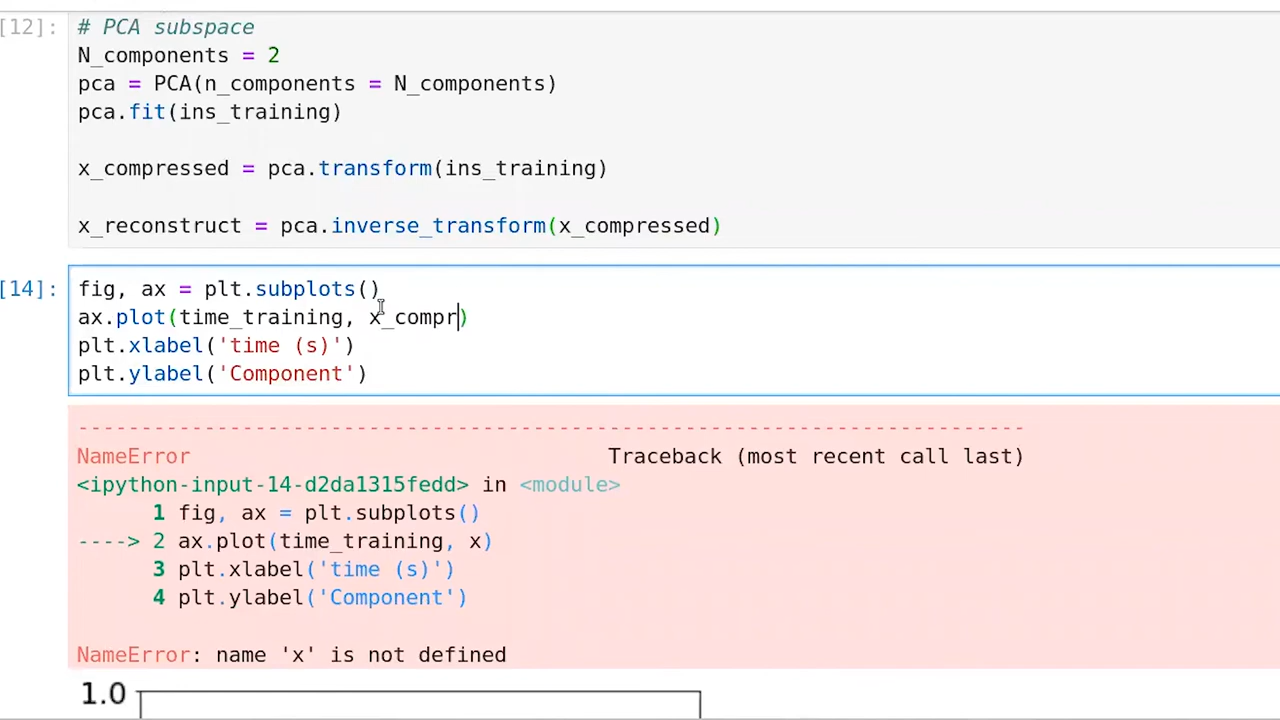 [12]: # PCA subspace
N_components = 2
pca = PCA(n_components = N_components)
pca.fit(ins_training)
x_compressed = pca.transform(ins_training)
x_reconstruct = pca.inverse_transform(x_compressed)
[14]: fig, ax = plt.subplots()
ax.plot(time_training, x_compr)
plt.xlabel('time (s)')
plt.ylabel('Component')
---------------------------------------------------------------------------
NameError Traceback (most recent call last)
<ipython-input-14-d2da1315fedd> in <module>
1 fig, ax = plt.subplots()
----> 2 ax.plot(time_training, x)
3 plt.xlabel('time (s)')
4 plt.ylabel('Component')
NameError: name 'x' is not defined
1.0